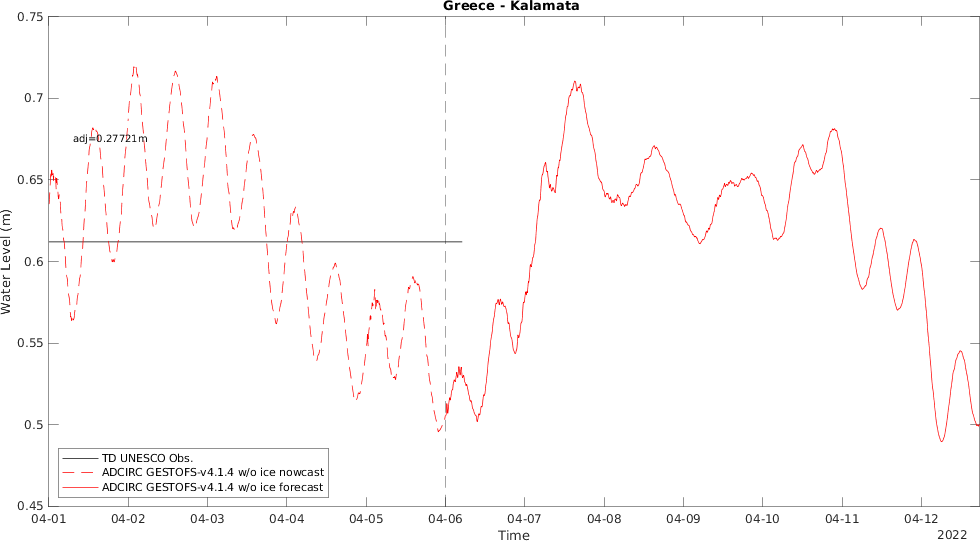 Greece - Kalamata
0.75
0.7
0.65
0.6
0.55
0.5
0.45
Water Level (m)
adj=0.27721m
TD UNESCO Obs.
ADCIRC GESTOFS-v4.1.4 w/o ice nowcast
ADCIRC GESTOFS-v4.1.4 w/o ice forecast
04-01 04-02 04-03 04-04 04-05 04-06 04-07 04-08 04-09 04-10 04-11 04-12
Time
2022